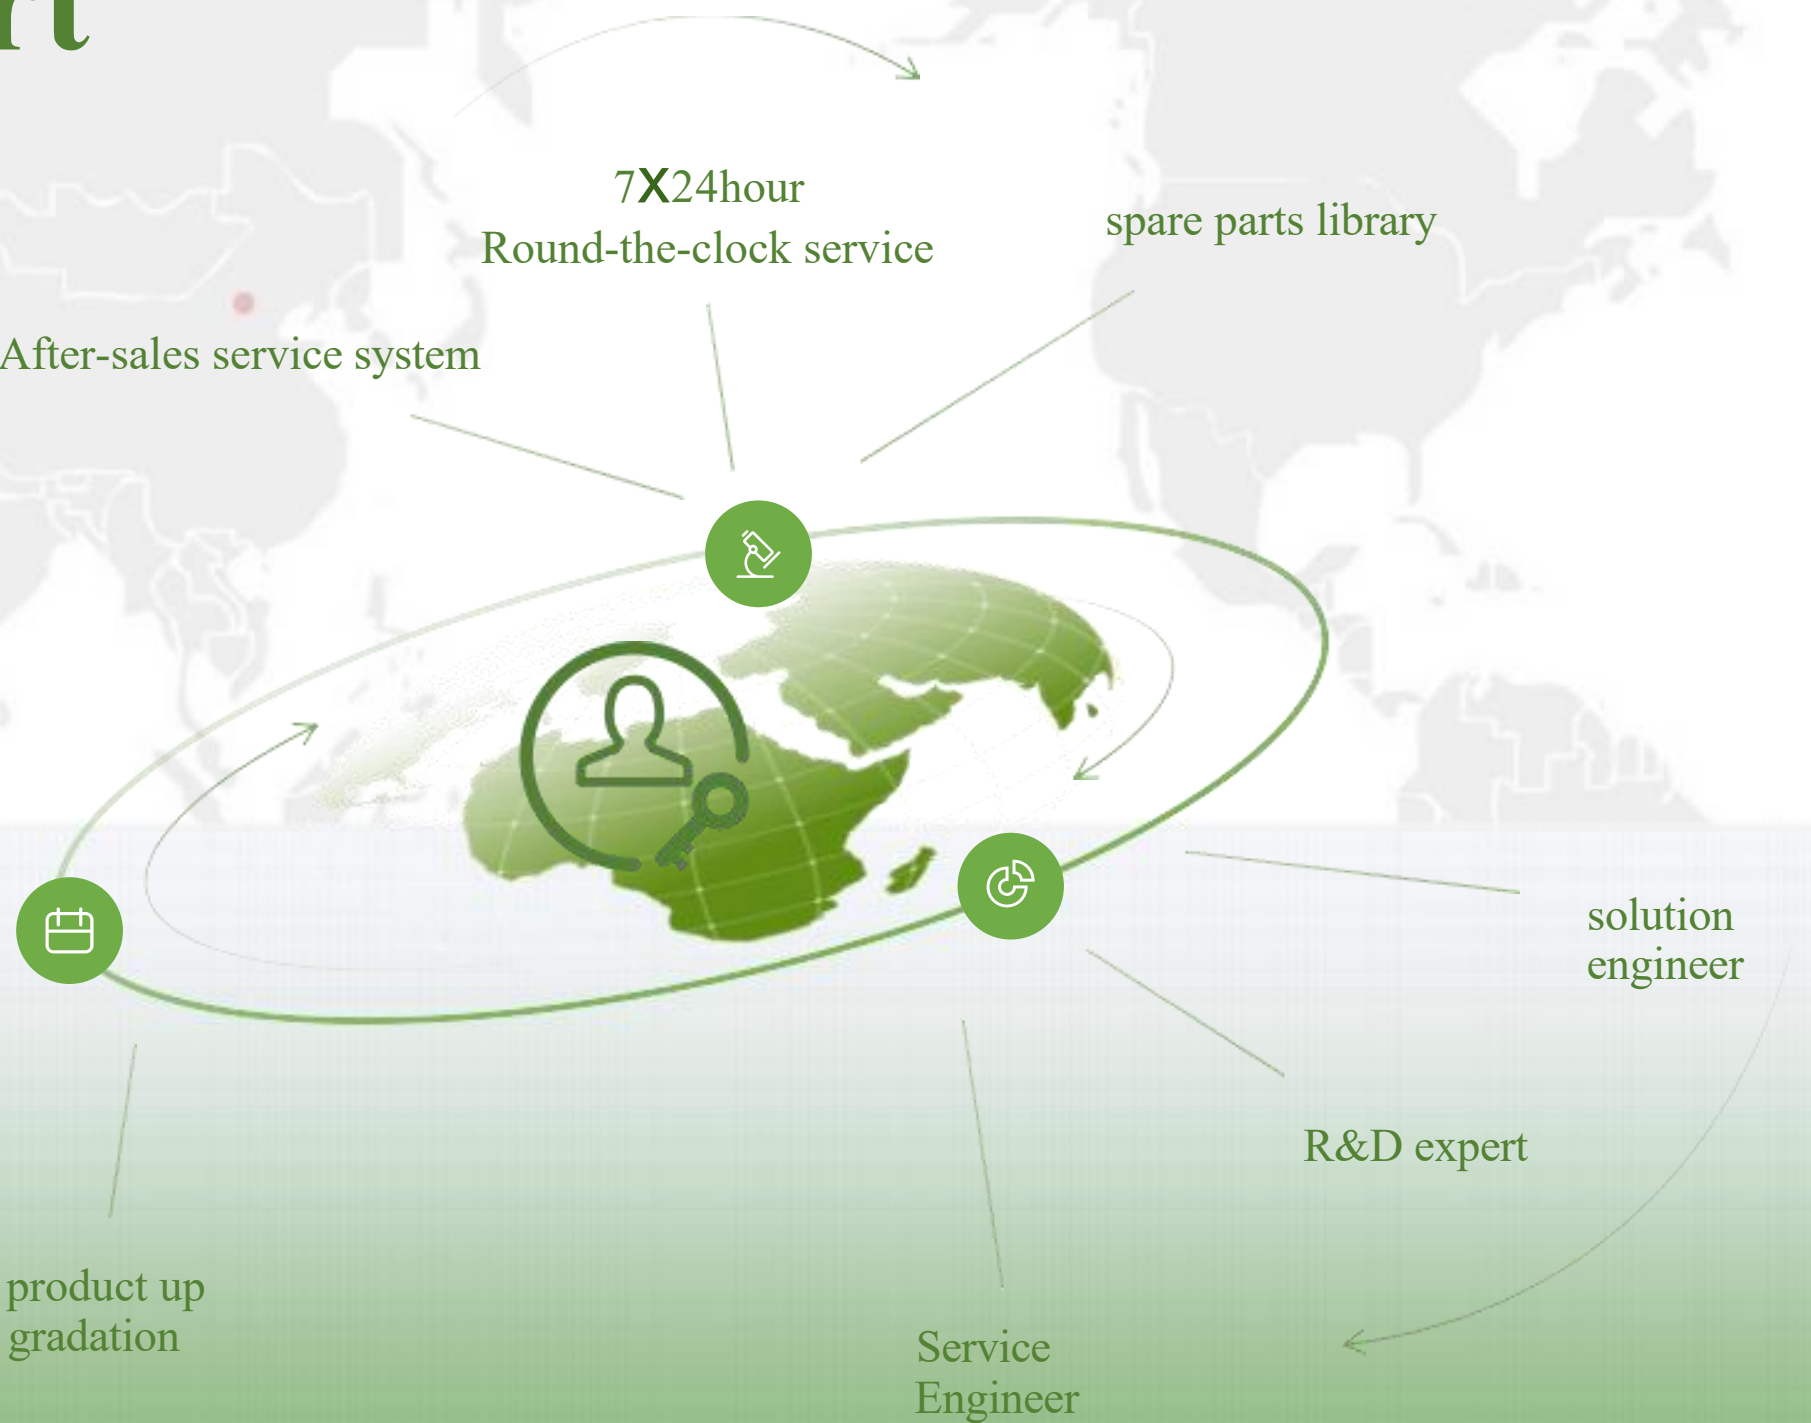 rt
7X24hour
Round-the-clock service
spare parts library
After-sales service system
solution
engineer
R&D expert
product up
gradation
Service
Engineer